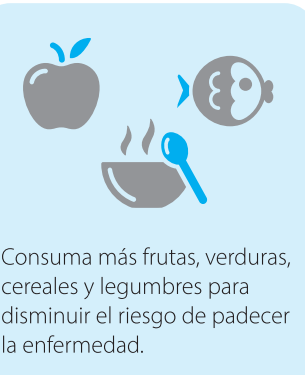 Consuma más frutas, verduras,
cereales y legumbres para
disminuir el riesgo de padecer
la enfermedad.